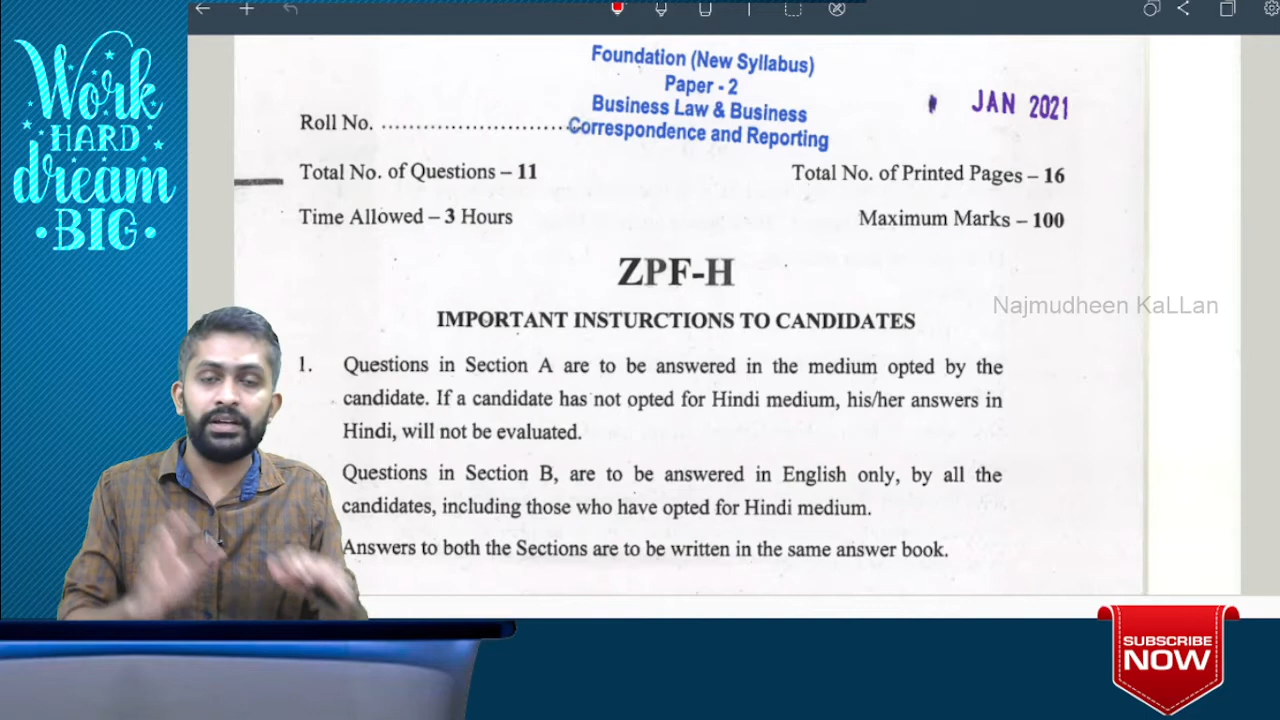 Work
HARD
dream
• BIG •
Foundation (New Syllabus)
Paper - 2
Business Law & Business
Correspondence and Reporting
JAN 2021
Roll No. ..............................
Total No. of Questions – 11
Total No. of Printed Pages – 16
Time Allowed – 3 Hours
Maximum Marks – 100
ZPF-H
Najmudheen KaLLan
IMPORTANT INSTURCTIONS TO CANDIDATES
1. Questions in Section A are to be answered in the medium opted by the
candidate. If a candidate has not opted for Hindi medium, his/her answers in
Hindi, will not be evaluated.
Questions in Section B, are to be answered in English only, by all the
candidates, including those who have opted for Hindi medium.
Answers to both the Sections are to be written in the same answer book.
SUBSCRIBE
NOW